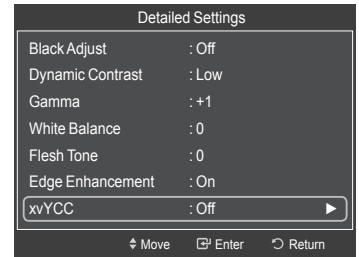 Detailed Settings
Black Adjust : Off
Dynamic Contrast : Low
Gamma : +1
White Balance : 0
Flesh Tone : 0
Edge Enhancement : On
xvYCC : Off ►
Move Enter Return